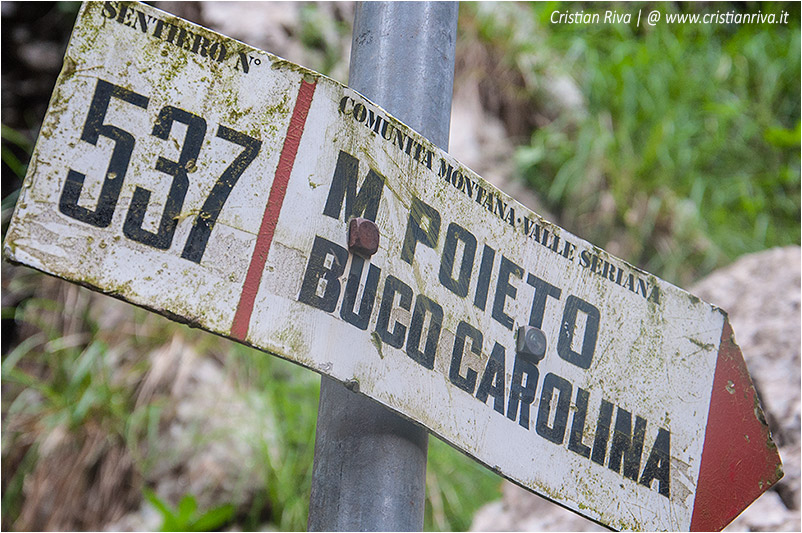 Cristian Riva | @ www.cristianriva.it
SENTIERO N°
537
COMUNITA MONTANA·VALLE SERIANA
M POIETO
BUCO CAROLINA